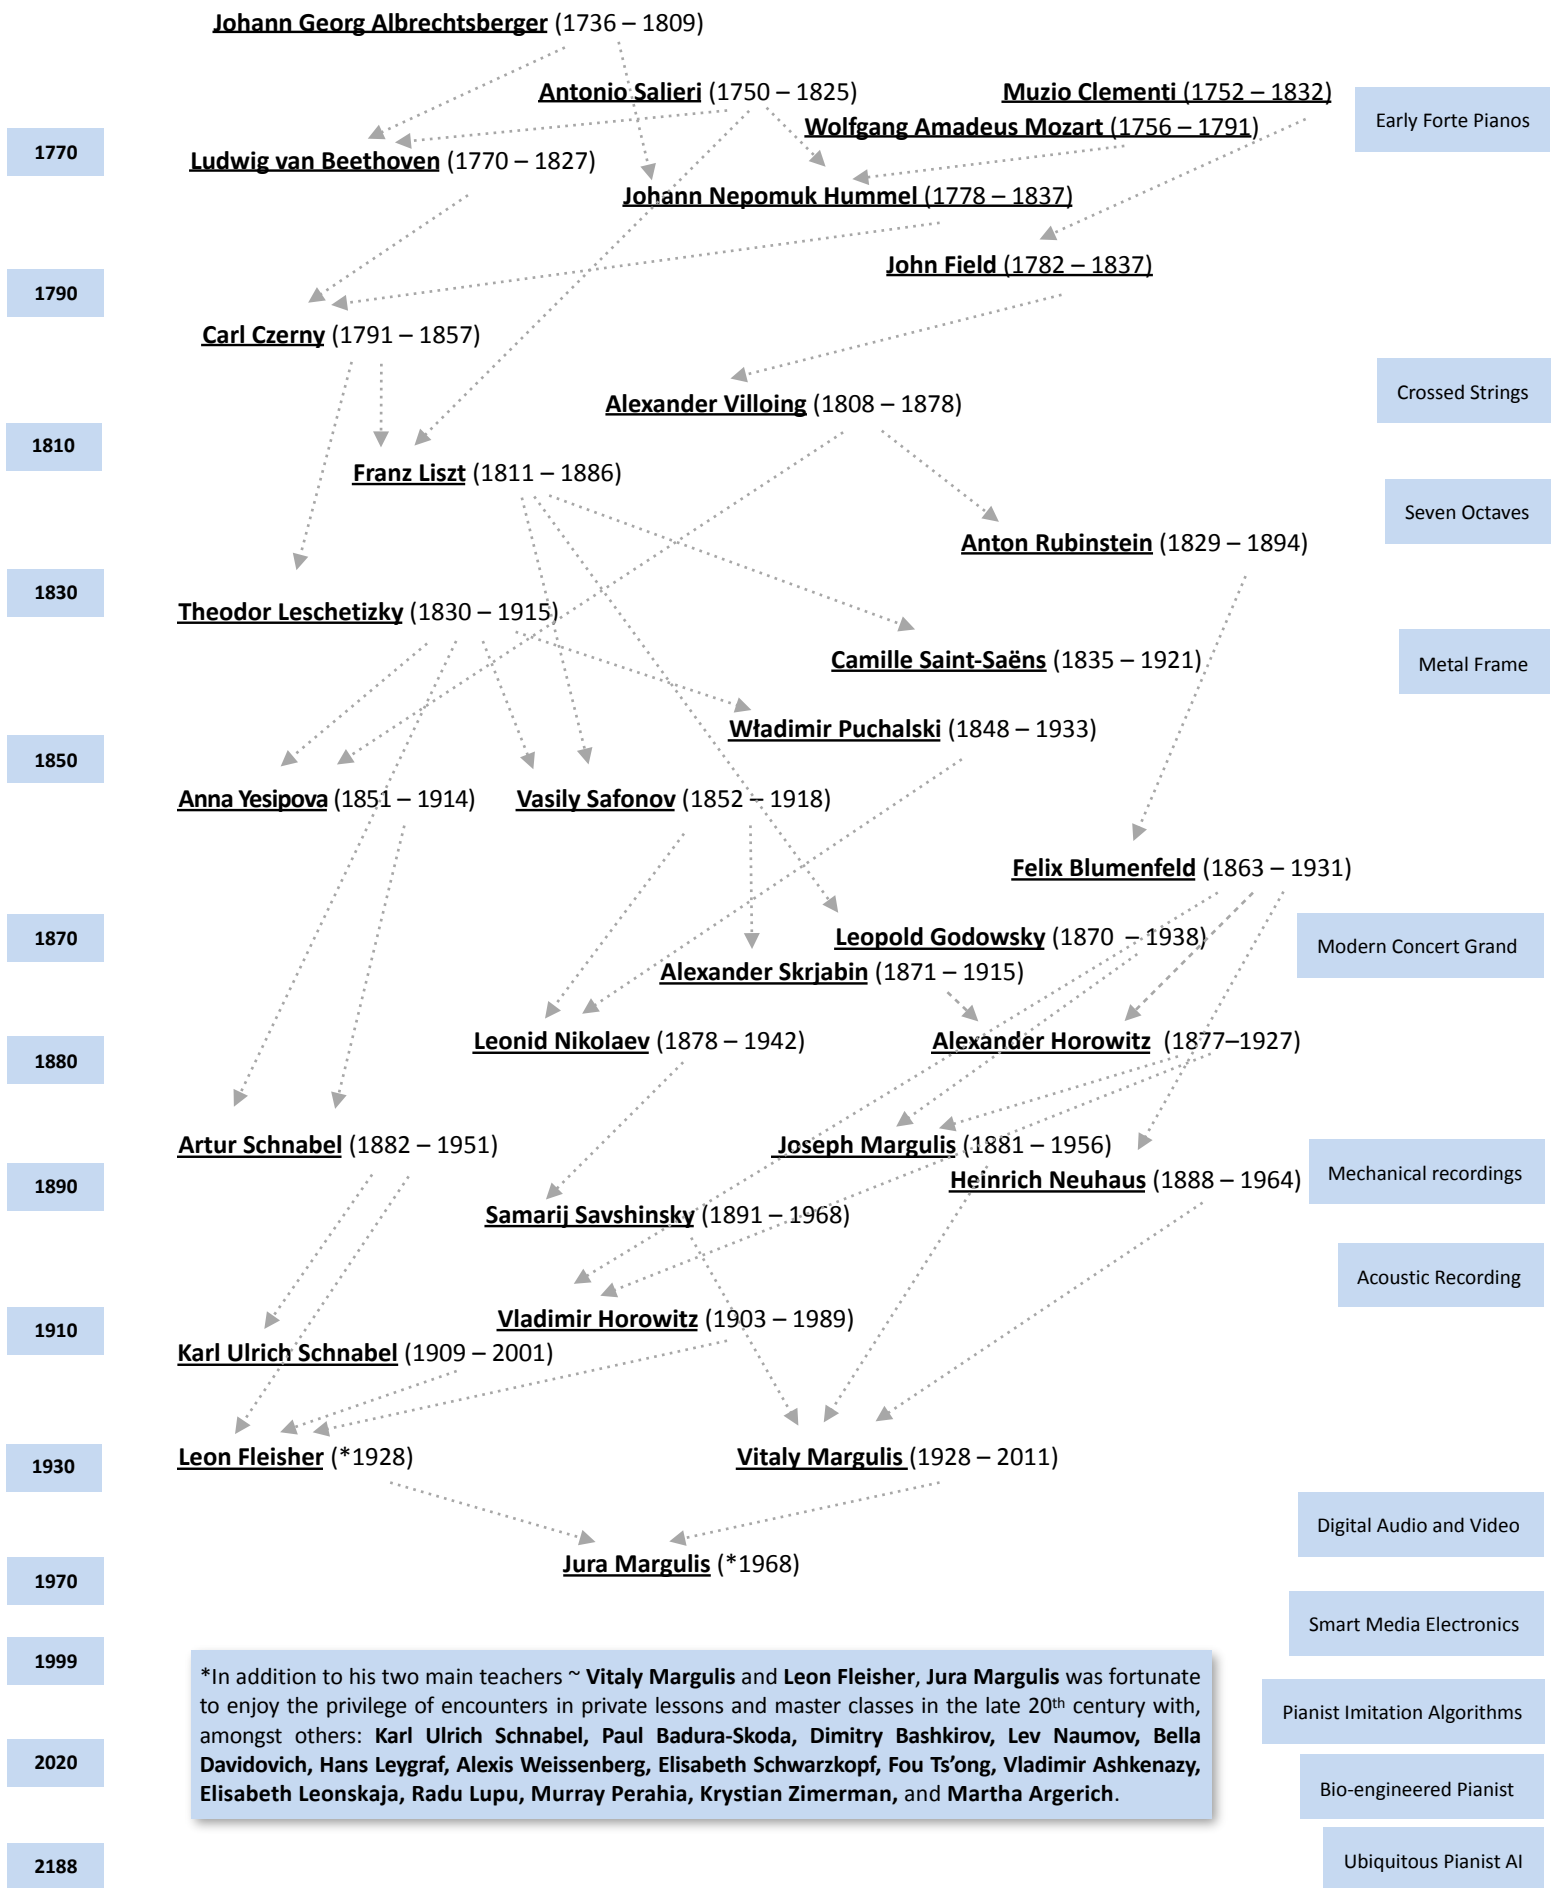 Johann Georg Albrechtsberger (1736 – 1809)
Antonio Salieri (1750 – 1825)
Muzio Clementi (1752 – 1832)
Early Forte Pianos
Wolfgang Amadeus Mozart (1756 – 1791)
1770
Ludwig van Beethoven (1770 – 1827)
Johann Nepomuk Hummel (1778 – 1837)
John Field (1782 – 1837)
1790
Carl Czerny (1791 – 1857)
Crossed Strings
Alexander Villoing (1808 – 1878)
1810
Franz Liszt (1811 – 1886)
Seven Octaves
Anton Rubinstein (1829 – 1894)
1830
Theodor Leschetizky (1830 – 1915)
Camille Saint-Saëns (1835 – 1921)
Metal Frame
Władimir Puchalski (1848 – 1933)
1850
Anna Yesipova (1851 – 1914)
Vasily Safonov (1852 – 1918)
Felix Blumenfeld (1863 – 1931)
1870
Leopold Godowsky (1870 – 1938)
Modern Concert Grand
Alexander Skrjabin (1871 – 1915)
Leonid Nikolaev (1878 – 1942)
Alexander Horowitz (1877–1927)
1880
Artur Schnabel (1882 – 1951)
Joseph Margulis (1881 – 1956)
1890
Heinrich Neuhaus (1888 – 1964)
Mechanical recordings
Samarij Savshinsky (1891 – 1968)
Acoustic Recording
1910
Vladimir Horowitz (1903 – 1989)
Karl Ulrich Schnabel (1909 – 2001)
1930
Leon Fleisher (*1928)
Vitaly Margulis (1928 – 2011)
Digital Audio and Video
Jura Margulis (*1968)
1970
Smart Media Electronics
1999
*In addition to his two main teachers ~ Vitaly Margulis and Leon Fleisher, Jura Margulis was fortunate
to enjoy the privilege of encounters in private lessons and master classes in the late 20th century with,
amongst others: Karl Ulrich Schnabel, Paul Badura-Skoda, Dimitry Bashkirov, Lev Naumov, Bella
Davidovich, Hans Leygraf, Alexis Weissenberg, Elisabeth Schwarzkopf, Fou Ts’ong, Vladimir Ashkenazy,
Elisabeth Leonskaja, Radu Lupu, Murray Perahia, Krystian Zimerman, and Martha Argerich.
Pianist Imitation Algorithms
2020
Bio-engineered Pianist
2188
Ubiquitous Pianist AI